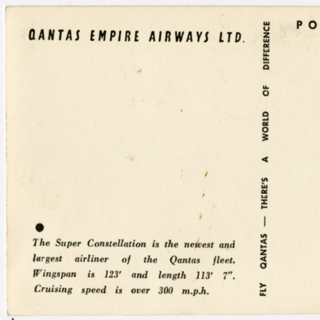 QANTAS EMPIRE AIRWAYS LTD.
The Super Constellation is the newest and
largest airliner of the Qantas fleet.
Wingspan is 123' and length 113' 7".
Cruising speed is over 300 m.p.h.
FLY QANTAS — THERE'S A WORLD OF DIFFERENCE
PO